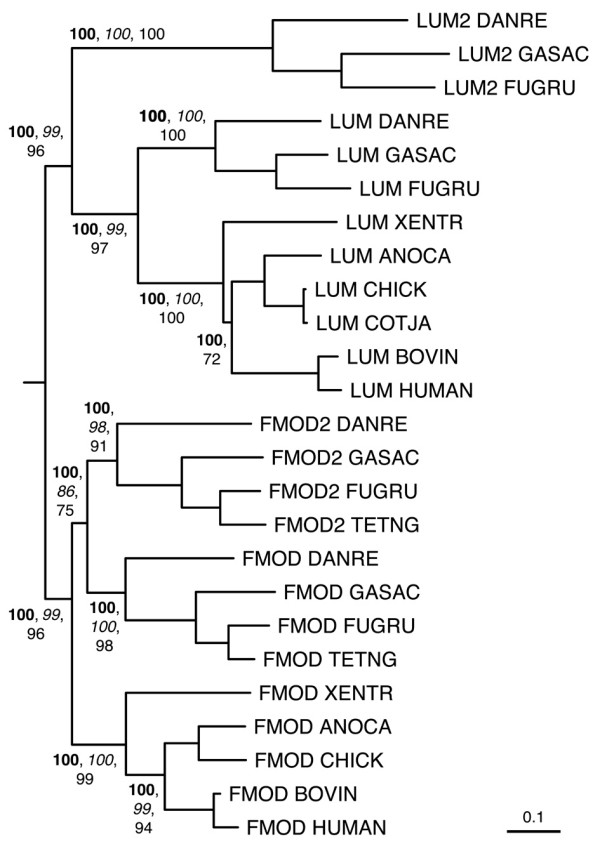 LUM2 DANRE
100, 100, 100
LUM2 GASAC
LUM2 FUGRU
100, 100,
100
LUM DANRE
100, 99,
96
LUM GASAC
LUM FUGRU
LUM XENTR
100, 99,
97
LUM ANOCA
LUM CHICK
100, 100,
100
LUM COTJA
100,
72
LUM BOVIN
LUM HUMAN
100,
98,
91
FMOD2 DANRE
FMOD2 GASAC
100,
86,
75
FMOD2 FUGRU
FMOD2 TETNG
FMOD DANRE
FMOD GASAC
100, 99,
96
100,
100,
98
FMOD FUGRU
FMOD TETNG
FMOD XENTR
FMOD ANOCA
100, 100,
99
FMOD CHICK
100,
99,
94
FMOD BOVIN
FMOD HUMAN
0.1